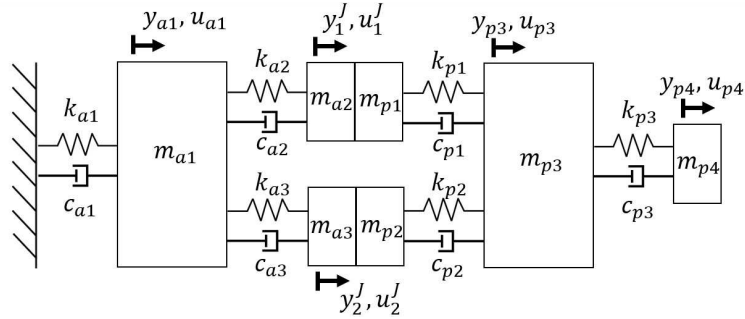 y_{a1}, u_{a1}
y_1^J, u_1^J
y_{p3}, u_{p3}
y_{p4}, u_{p4}
k_{a1}
c_{a1}
m_{a1}
k_{a2}
c_{a2}
m_{a2} m_{p1}
k_{p1}
c_{p1}
k_{a3}
c_{a3}
m_{a3} m_{p2}
k_{p2}
c_{p2}
y_2^J, u_2^J
m_{p3}
k_{p3}
c_{p3}
m_{p4}